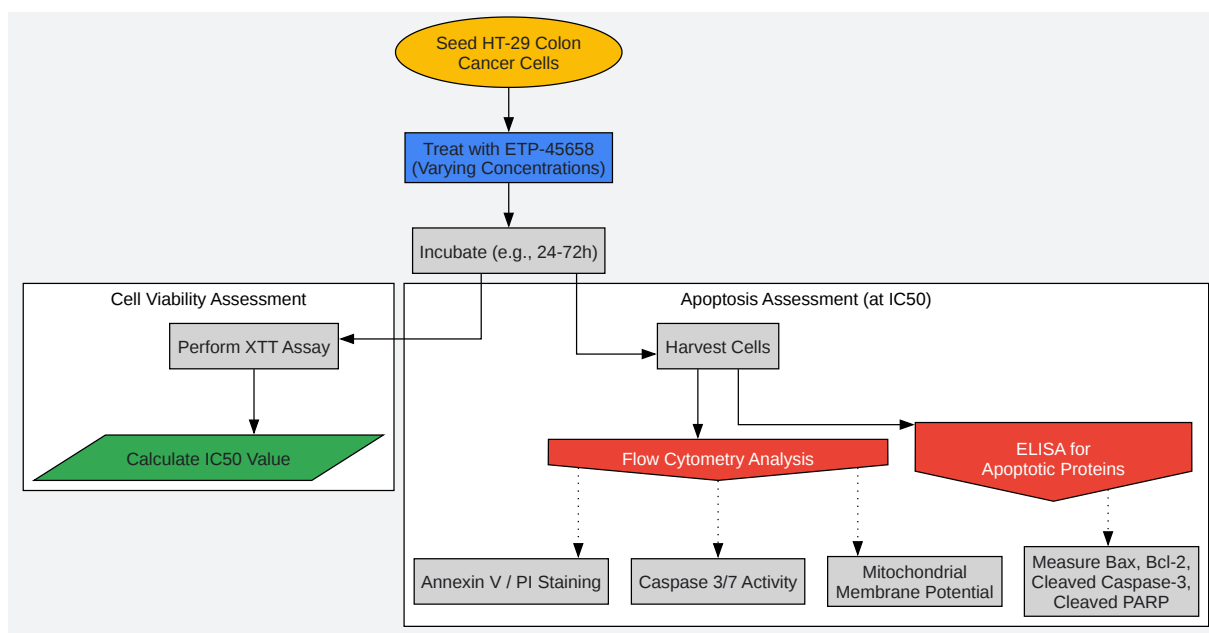 Seed HT-29 Colon
Cancer Cells
Treat with ETP-45658
(Varying Concentrations)
Incubate (e.g., 24-72h)
Cell Viability Assessment
Perform XTT Assay
Calculate IC50 Value
Apoptosis Assessment (at IC50)
Harvest Cells
Flow Cytometry Analysis
ELISA for
Apoptotic Proteins
Annexin V / PI Staining
Caspase 3/7 Activity
Mitochondrial
Membrane Potential
Measure Bax, Bcl-2,
Cleaved Caspase-3,
Cleaved PARP